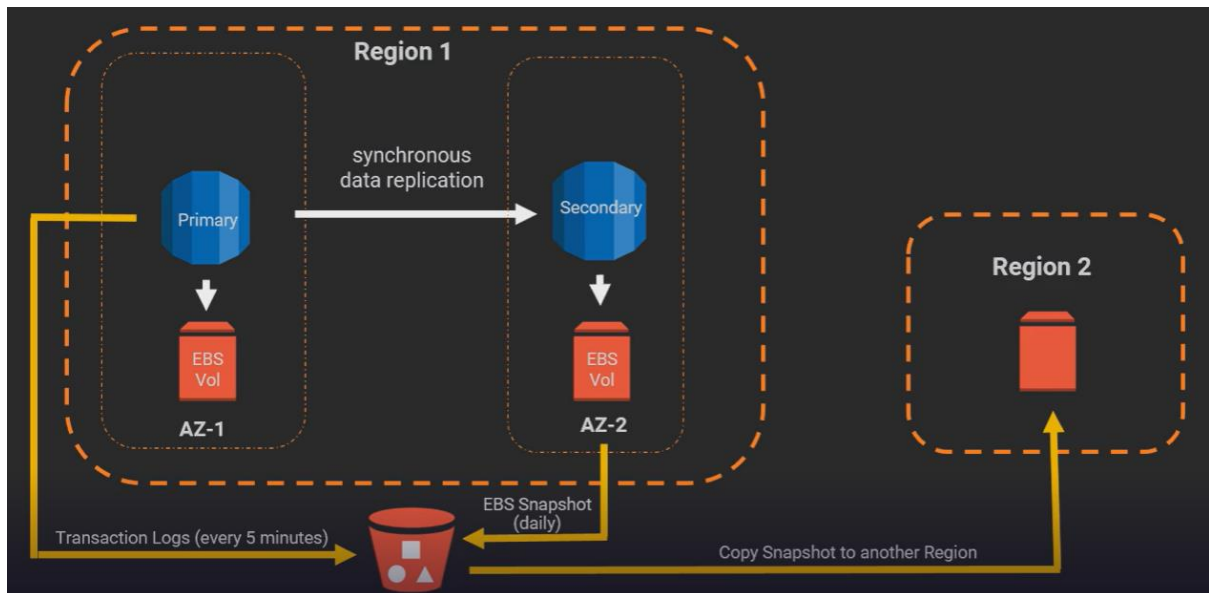 Region 1
synchronous
data replication
Primary
Secondary
Region 2
EBS
Vol
EBS
Vol
AZ-1
AZ-2
EBS Snapshot
(daily)
Transaction Logs (every 5 minutes)
Copy Snapshot to another Region